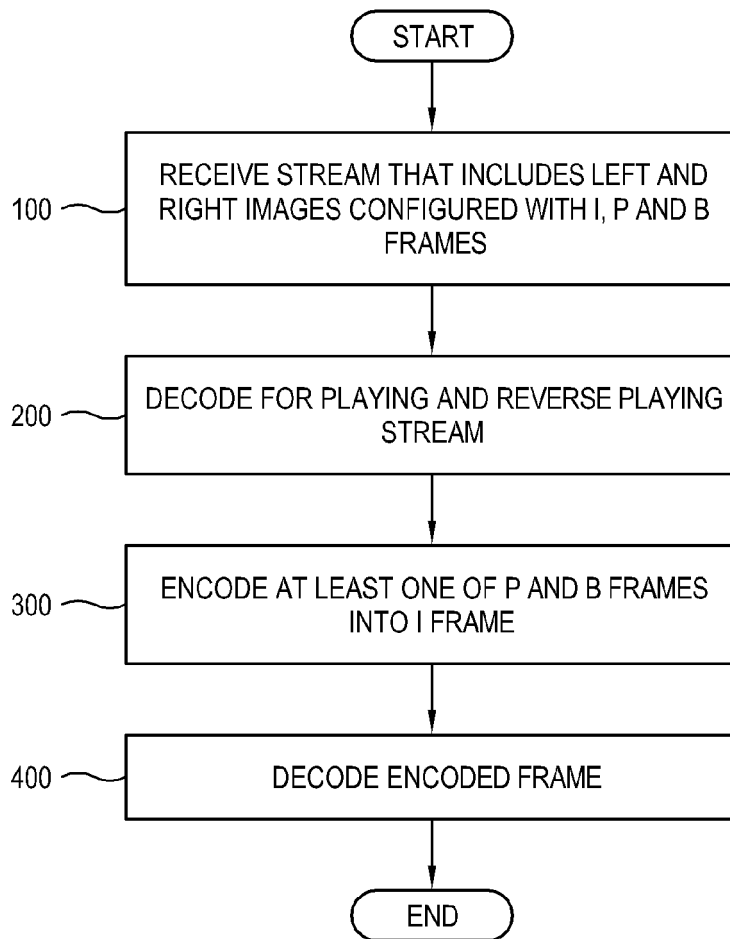 START
RECEIVE STREAM THAT INCLUDES LEFT AND
100
RIGHT IMAGES CONFIGURED WITH I, P AND B
FRAMES
200
DECODE FOR PLAYING AND REVERSE PLAYING
STREAM
300
ENCODE AT LEAST ONE OF P AND B FRAMES
INTO I FRAME
400
DECODE ENCODED FRAME
END